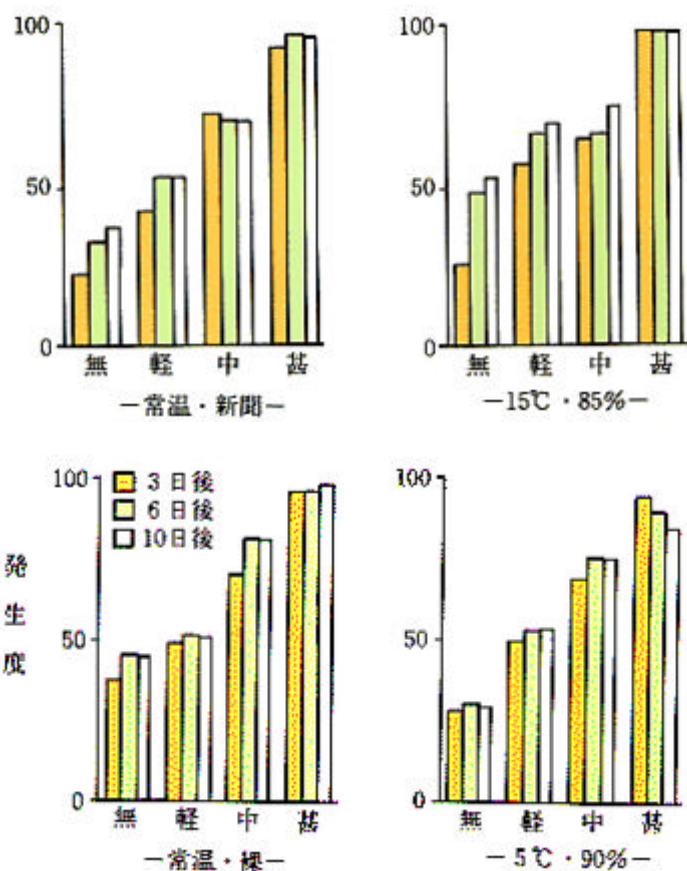 100
50
0
無 軽 中 甚
—常温・新聞—
100
50
0
無 軽 中 甚
—15℃・85%—
発生度
100
50
0
3日後
6日後
10日後
無 軽 中 甚
—常温・裸—
100
50
0
無 軽 中 甚
—5℃・90%—